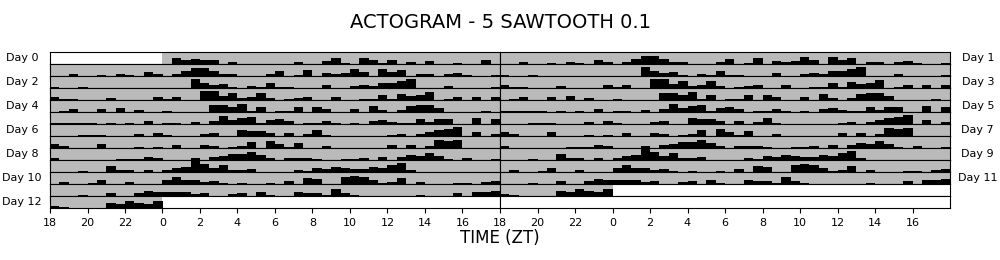 ACTOGRAM - 5 SAWTOOTH 0.1
Day 0
Day 1
Day 2
Day 3
Day 4
Day 5
Day 6
Day 7
Day 8
Day 9
Day 10
Day 11
Day 12
18 20 22 0 2 4 6 8 10 12 14 16 18 20 22 0 2 4 6 8 10 12 14 16
TIME (ZT)